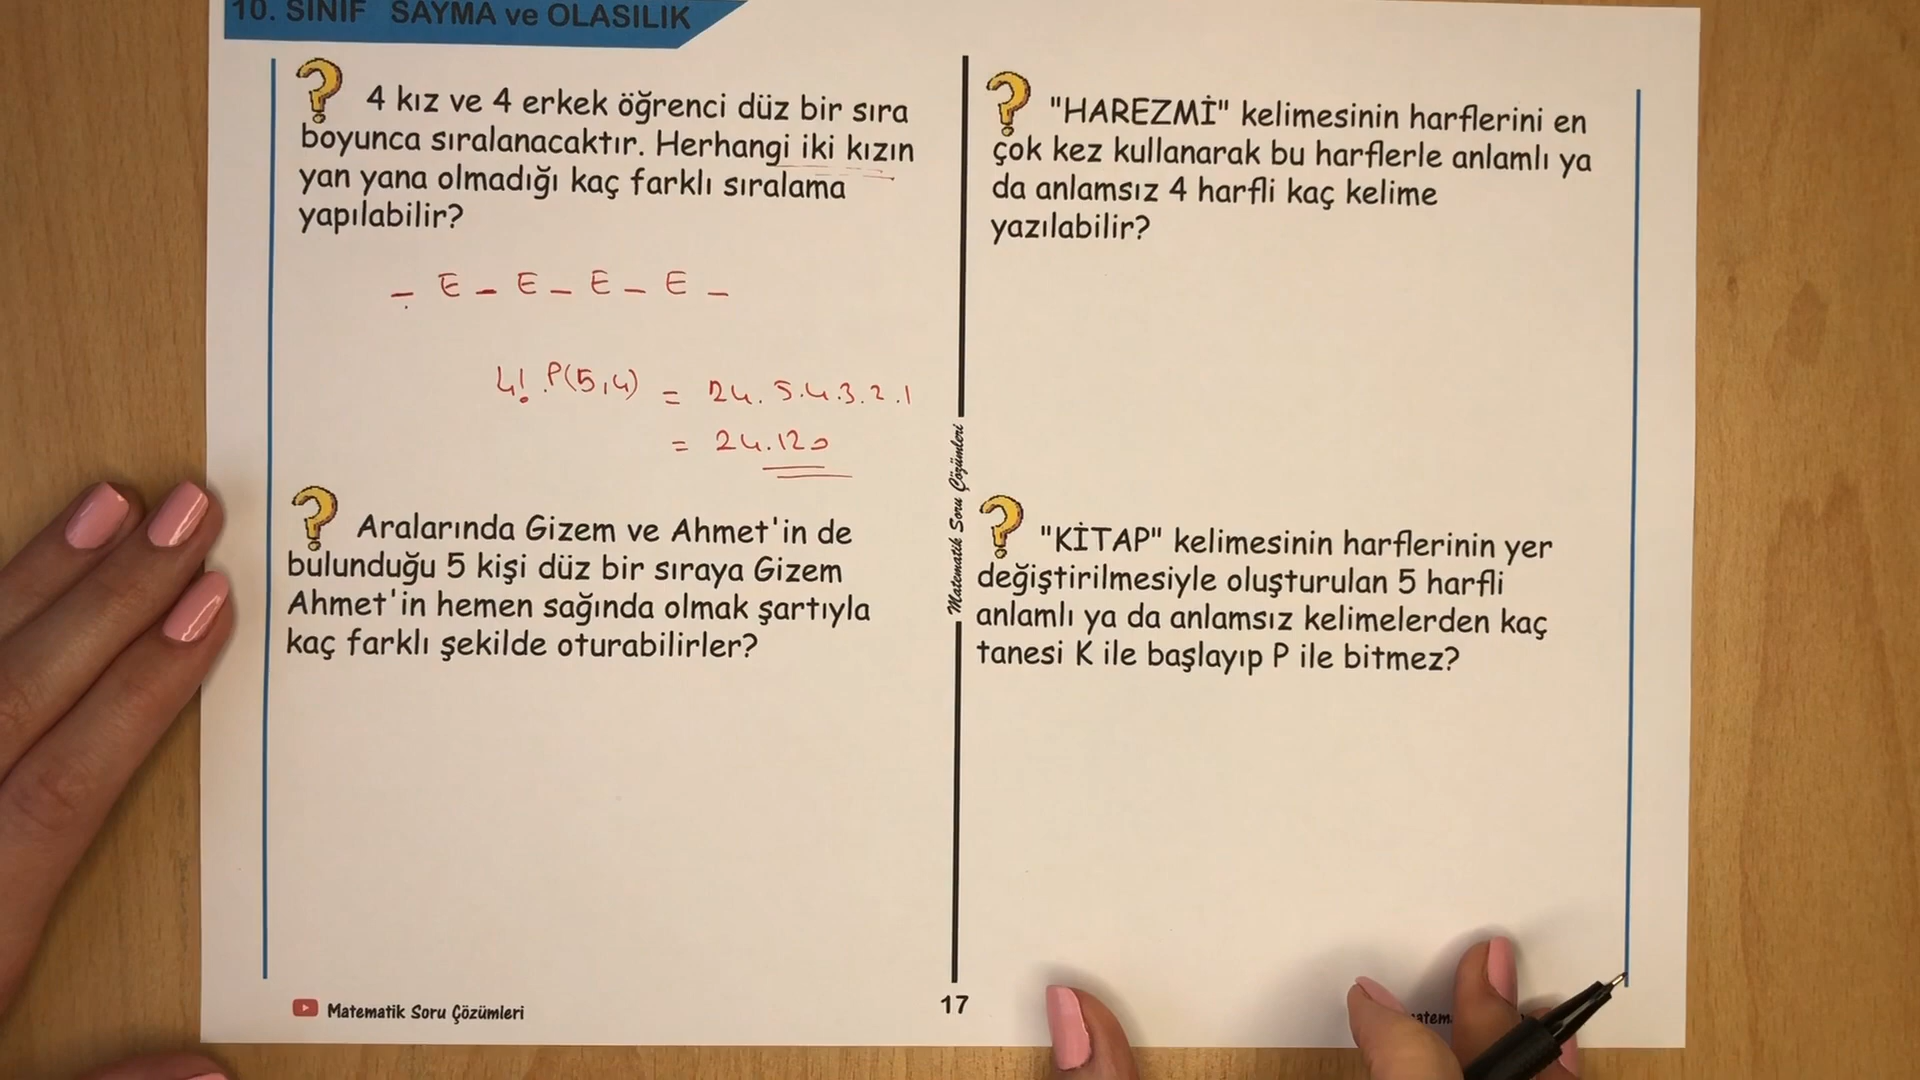 10. SINIF SAYMA ve OLASILIK
4 kız ve 4 erkek öğrenci düz bir sıra
boyunca sıralanacaktır. Herhangi iki kızın
yan yana olmadığı kaç farklı sıralama
yapılabilir?
_ E _ E _ E _ E _
4! . P(5,4) = 24. 5.4.3.2.1
= 24.120
Aralarında Gizem ve Ahmet'in de
bulunduğu 5 kişi düz bir sıraya Gizem
Ahmet'in hemen sağında olmak şartıyla
kaç farklı şekilde oturabilirler?
Matematik Soru Çözümleri
Matematik Soru Çözümleri
17
"HAREZMİ" kelimesinin harflerini en
çok kez kullanarak bu harflerle anlamlı ya
da anlamsız 4 harfli kaç kelime
yazılabilir?
"KİTAP" kelimesinin harflerinin yer
değiştirilmesiyle oluşturulan 5 harfli
anlamlı ya da anlamsız kelimelerden kaç
tanesi K ile başlayıp P ile bitmez?